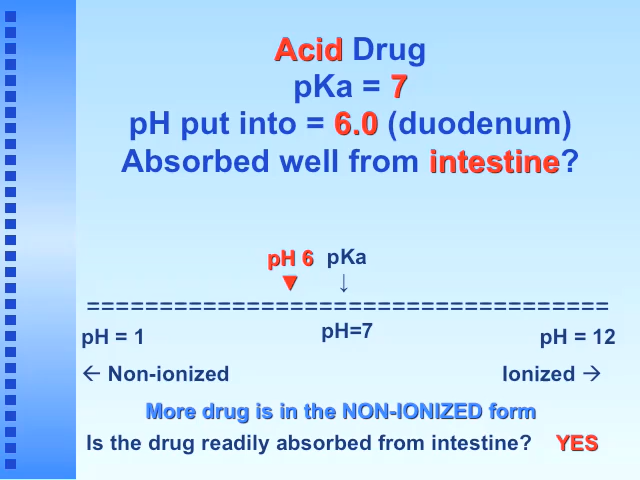 Acid Drug
pKa = 7
pH put into = 6.0 (duodenum)
Absorbed well from intestine?
pH 6 pKa
▼ ↓
====================================
pH = 1 pH=7 pH = 12
← Non-ionized Ionized →
More drug is in the NON-IONIZED form
Is the drug readily absorbed from intestine? YES